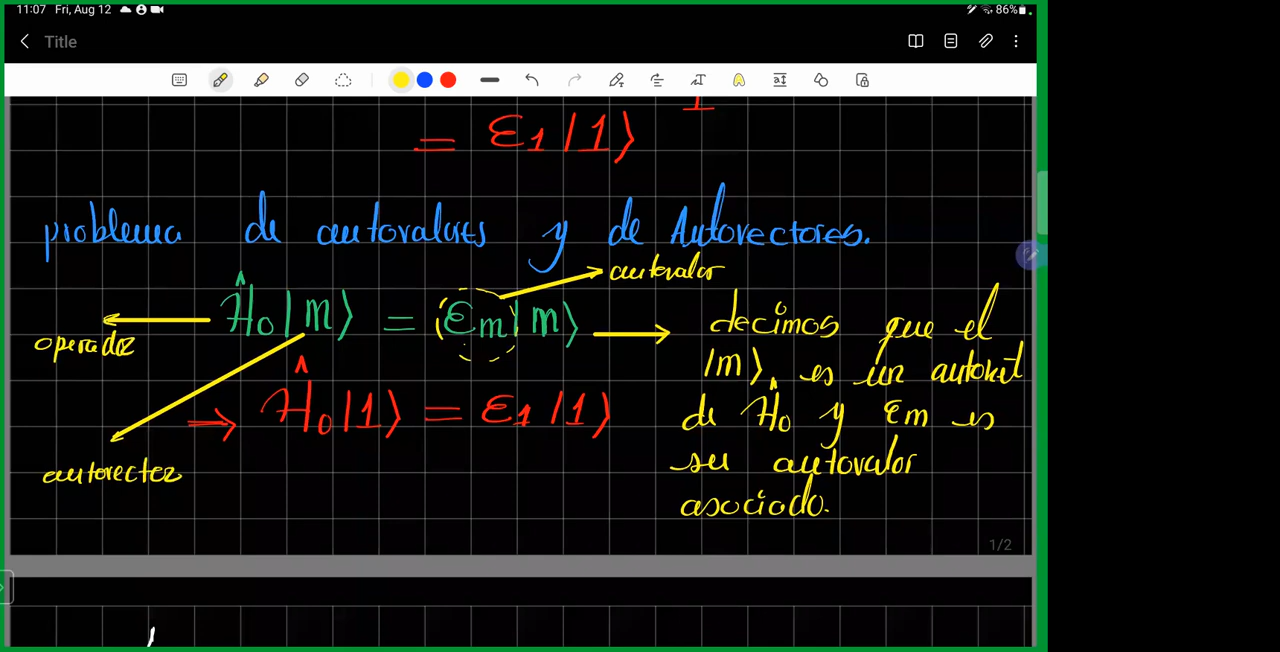 11:07 Fri, Aug 12
86%
Title
= ε1|1⟩
problema de autovalores y de Autovectores.
autovalor
Ĥ0|m⟩ = εm|m⟩
operador
Ĥ0|1⟩ = ε1|1⟩
autovector
decimos que el
|m⟩, es un autoket
de Ĥ0 y εm es
su autovalor
asociado.
1/2